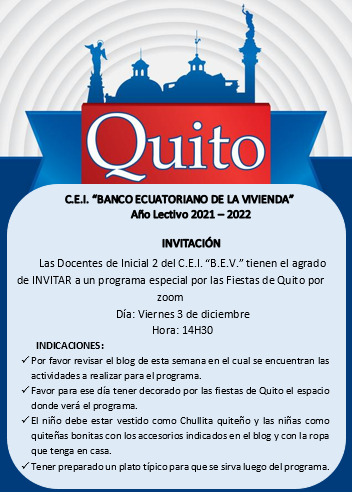 Quito
C.E.I. “BANCO ECUATORIANO DE LA VIVIENDA”
Año Lectivo 2021 – 2022
INVITACIÓN
Las Docentes de Inicial 2 del C.E.I. “B.E.V.” tienen el agrado
de INVITAR a un programa especial por las Fiestas de Quito por
zoom
Día: Viernes 3 de diciembre
Hora: 14H30
INDICACIONES:
✓ Por favor revisar el blog de esta semana en el cual se encuentran las
actividades a realizar para el programa.
✓ Favor para ese día tener decorado por las fiestas de Quito el espacio
donde verá el programa.
✓ El niño debe estar vestido como Chullita quiteño y las niñas como
quiteñas bonitas con los accesorios indicados en el blog y con la ropa
que tenga en casa.
✓ Tener preparado un plato típico para que se sirva luego del programa.